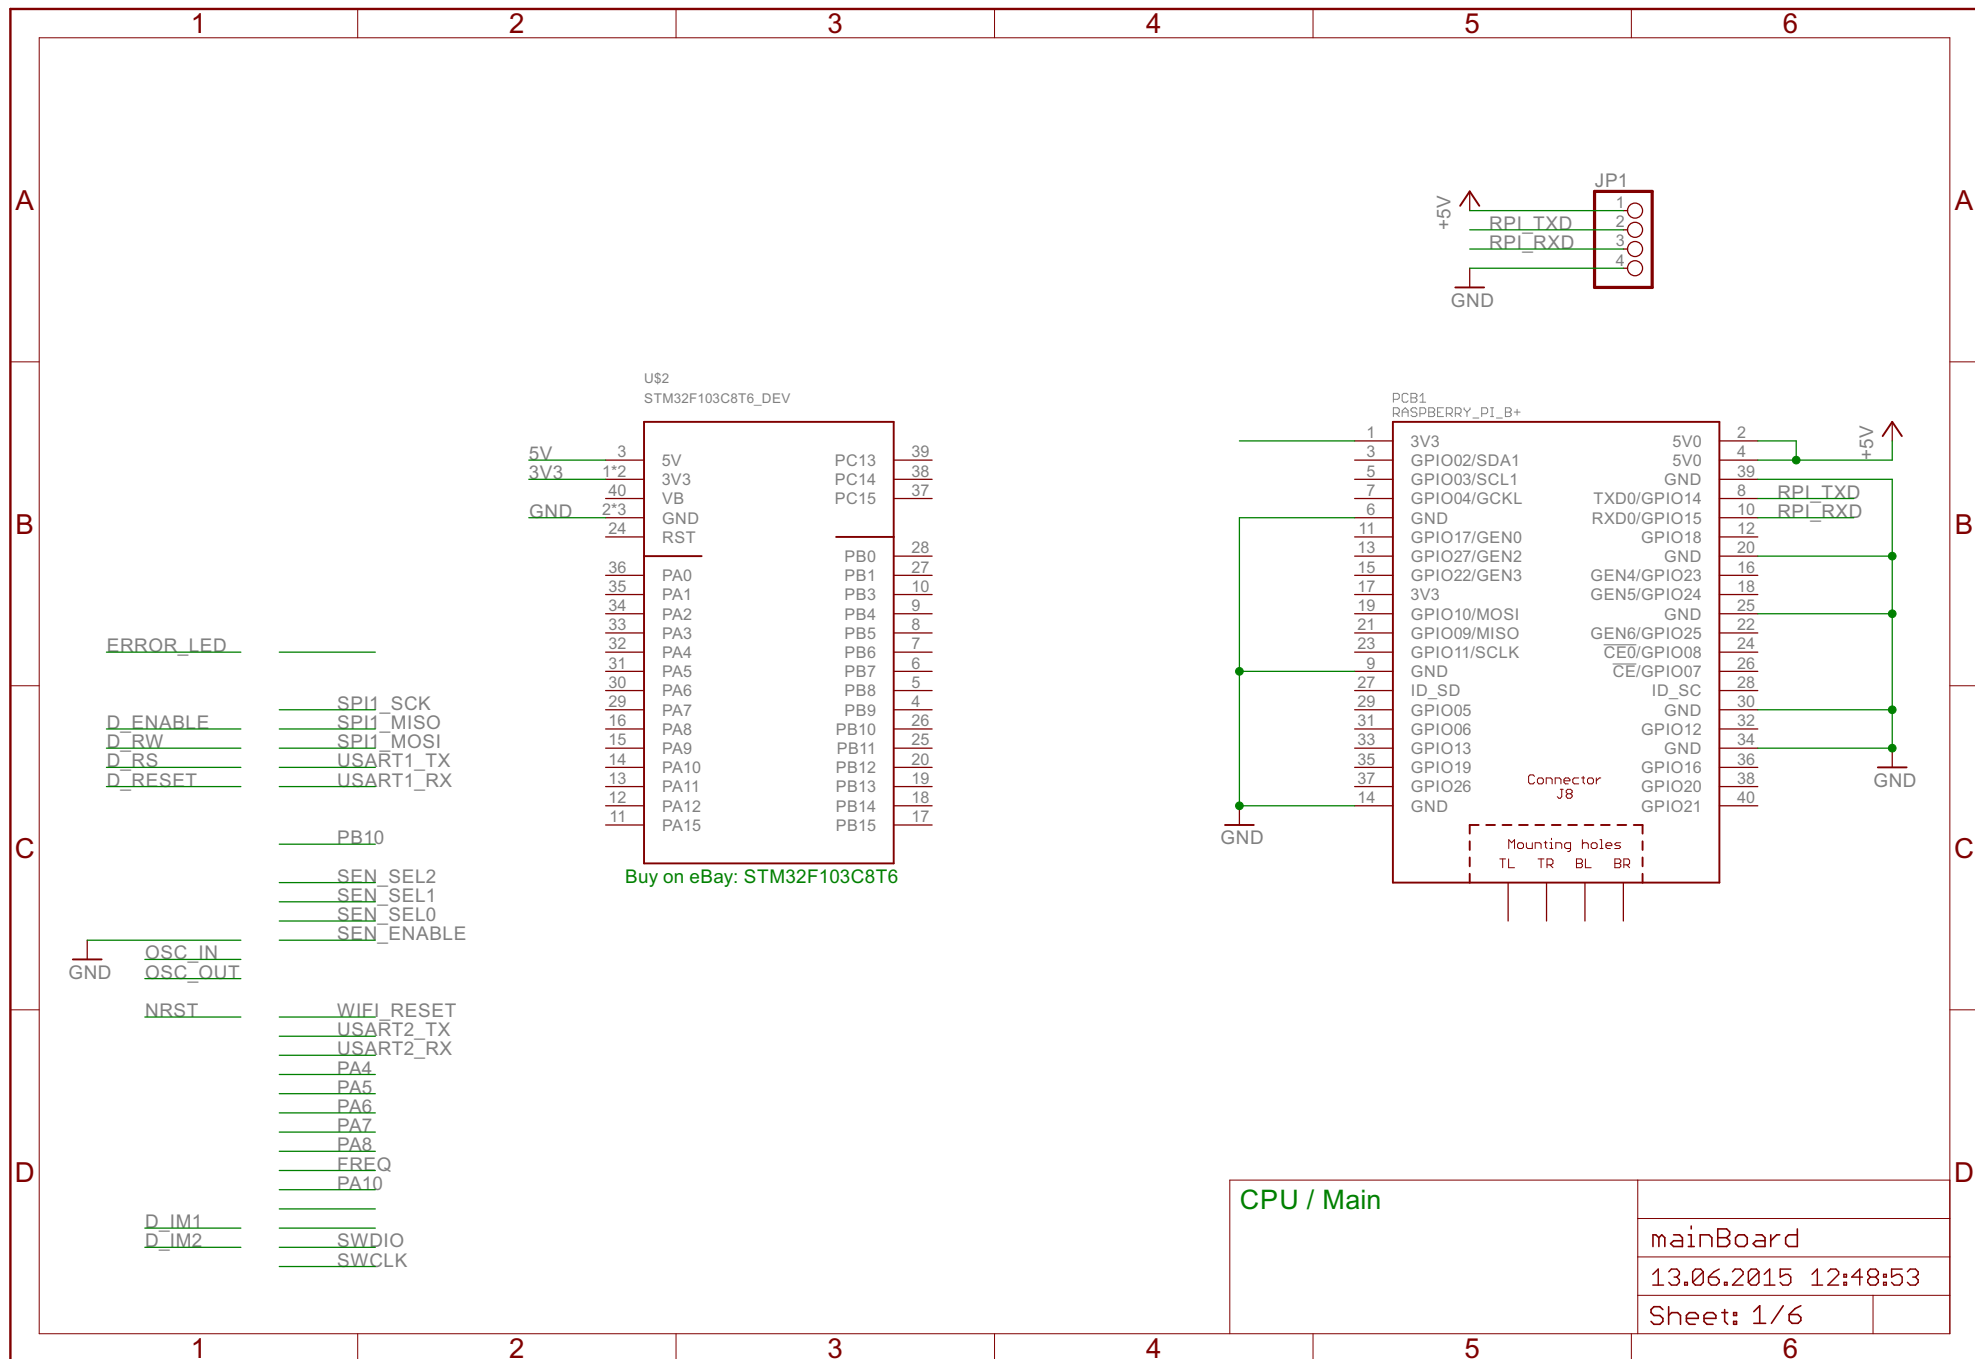 1 2 3 4 5 6
A A
JP1
+5V
1
RPI_TXD 2
RPI_RXD 3
4
GND
U$2
STM32F103C8T6_DEV
5V 3 5V PC13 39
3V3 1*2 3V3 PC14 38
40 VB PC15 37
GND 2*3 GND
24 RST
PB0 28
36 PA0 PB1 27
35 PA1 PB3 10
34 PA2 PB4 9
33 PA3 PB5 8
32 PA4 PB6 7
31 PA5 PB7 6
30 PA6 PB8 5
29 PA7 PB9 4
16 PA8 PB10 26
15 PA9 PB11 25
14 PA10 PB12 20
13 PA11 PB13 19
12 PA12 PB14 18
11 PA15 PB15 17
Buy on eBay: STM32F103C8T6
PCB1
RASPBERRY_PI_B+
1 3V3 5V0 2
+5V
3 GPIO02/SDA1 5V0 4
5 GPIO03/SCL1 GND 39
7 GPIO04/GCKL TXD0/GPIO14 8 RPI_TXD
6 GND RXD0/GPIO15 10 RPI_RXD
11 GPIO17/GEN0 GPIO18 12
13 GPIO27/GEN2 GND 20
15 GPIO22/GEN3 GEN4/GPIO23 16
17 3V3 GEN5/GPIO24 18
19 GPIO10/MOSI GND 25
21 GPIO09/MISO GEN6/GPIO25 22
23 GPIO11/SCLK CE0/GPIO08 24
9 GND CE/GPIO07 26
27 ID_SD ID_SC 28
29 GPIO05 GND 30
31 GPIO06 GPIO12 32
33 GPIO13 GND 34
35 GPIO19 GPIO16 36
37 GPIO26 GPIO20 38
14 GND GPIO21 40
Connector
J8
GND
GND
Mounting holes
TL TR BL BR
B B
ERROR_LED
SPI1_SCK
D_ENABLE SPI1_MISO
D_RW SPI1_MOSI
D_RS USART1_TX
D_RESET USART1_RX
PB10
C C
SEN_SEL2
SEN_SEL1
SEN_SEL0
SEN_ENABLE
OSC_IN
GND OSC_OUT
NRST WIFI_RESET
USART2_TX
USART2_RX
PA4
PA5
PA6
PA7
PA8
FREQ
D D
PA10
D_IM1
D_IM2 SWDIO
SWCLK
CPU / Main
mainBoard
13.06.2015 12:48:53
Sheet: 1/6
1 2 3 4 5 6